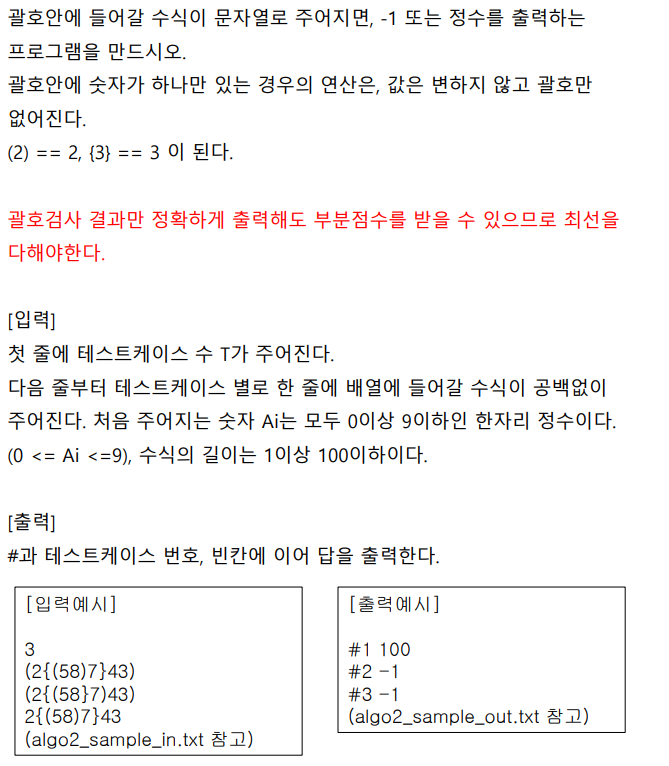 괄호안에 들어갈 수식이 문자열로 주어지면, -1 또는 정수를 출력하는
프로그램을 만드시오.
괄호안에 숫자가 하나만 있는 경우의 연산은, 값은 변하지 않고 괄호만
없어진다.
(2) == 2, {3} == 3 이 된다.
괄호검사 결과만 정확하게 출력해도 부분점수를 받을 수 있으므로 최선을
다해야한다.
[입력]
첫 줄에 테스트케이스 수 T가 주어진다.
다음 줄부터 테스트케이스 별로 한 줄에 배열에 들어갈 수식이 공백없이
주어진다. 처음 주어지는 숫자 Ai는 모두 0이상 9이하인 한자리 정수이다.
(0 <= Ai <=9), 수식의 길이는 1이상 100이하이다.
[출력]
#과 테스트케이스 번호, 빈칸에 이어 답을 출력한다.
[입력예시]
3
(2{(58)7}43)
(2{(58}7)43)
2{(58)7}43
(algo2_sample_in.txt 참고)
[출력예시]
#1 100
#2 -1
#3 -1
(algo2_sample_out.txt 참고)